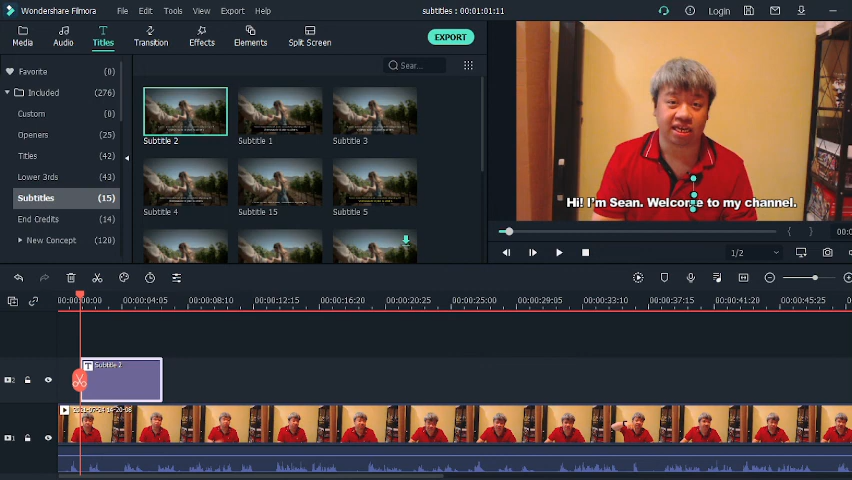 Wondershare Filmora
File Edit Tools View Export Help
subtitles : 00:01:01:11
Login
Media Audio Titles Transition Effects Elements Split Screen
EXPORT
Favorite (0)
Included (276)
Custom (0)
Openers (25)
Titles (42)
Lower 3rds (43)
Subtitles (15)
End Credits (14)
New Concept (120)
Sear...
Subtitle 2 Subtitle 1 Subtitle 3
Subtitle 4 Subtitle 15 Subtitle 5
Hi! I'm Sean. Welcome to my channel.
{ } 00:0
1/2
00:00:00:00 00:00:04:05 00:00:08:10 00:00:12:15 00:00:16:20 00:00:20:25 00:00:25:00 00:00:29:05 00:00:33:10 00:00:37:15 00:00:41:20 00:00:45:25
2
T Subtitle 2
1